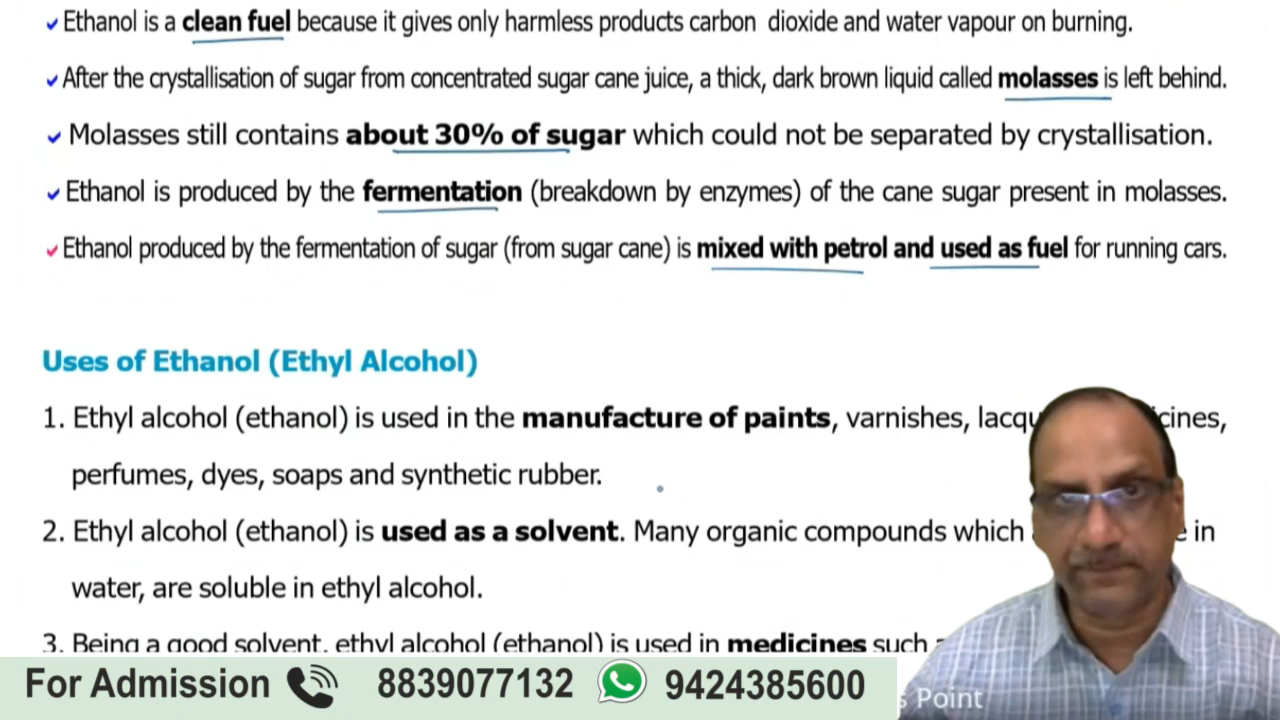 Ethanol is a clean fuel because it gives only harmless products carbon dioxide and water vapour on burning.
After the crystallisation of sugar from concentrated sugar cane juice, a thick, dark brown liquid called molasses is left behind.
Molasses still contains about 30% of sugar which could not be separated by crystallisation.
Ethanol is produced by the fermentation (breakdown by enzymes) of the cane sugar present in molasses.
Ethanol produced by the fermentation of sugar (from sugar cane) is mixed with petrol and used as fuel for running cars.
Uses of Ethanol (Ethyl Alcohol)
1. Ethyl alcohol (ethanol) is used in the manufacture of paints, varnishes,
perfumes, dyes, soaps and synthetic rubber.
2. Ethyl alcohol (ethanol) is used as a solvent. Many organic compounds which in
water, are soluble in ethyl alcohol.
3. Being a good solvent, ethyl alcohol (ethanol) is used in medicines such
For Admission 8839077132 9424385600
Point